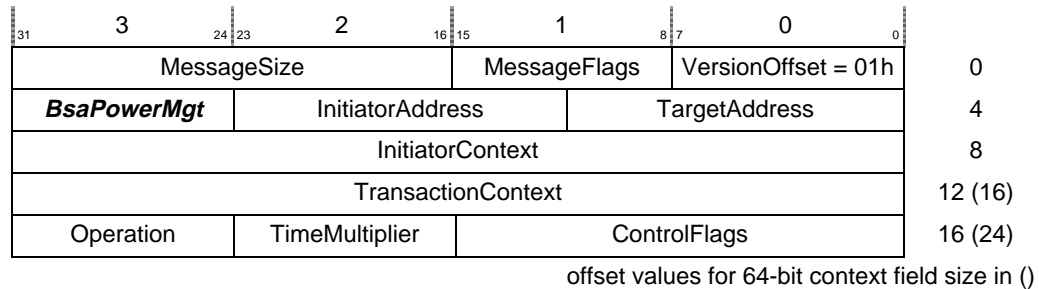 3 2 1 0
31 24 23 16 15 8 7 0
MessageSize MessageFlags VersionOffset = 01h 0
BsaPowerMgt InitiatorAddress TargetAddress 4
InitiatorContext 8
TransactionContext 12 (16)
Operation TimeMultiplier ControlFlags 16 (24)
offset values for 64-bit context field size in ()